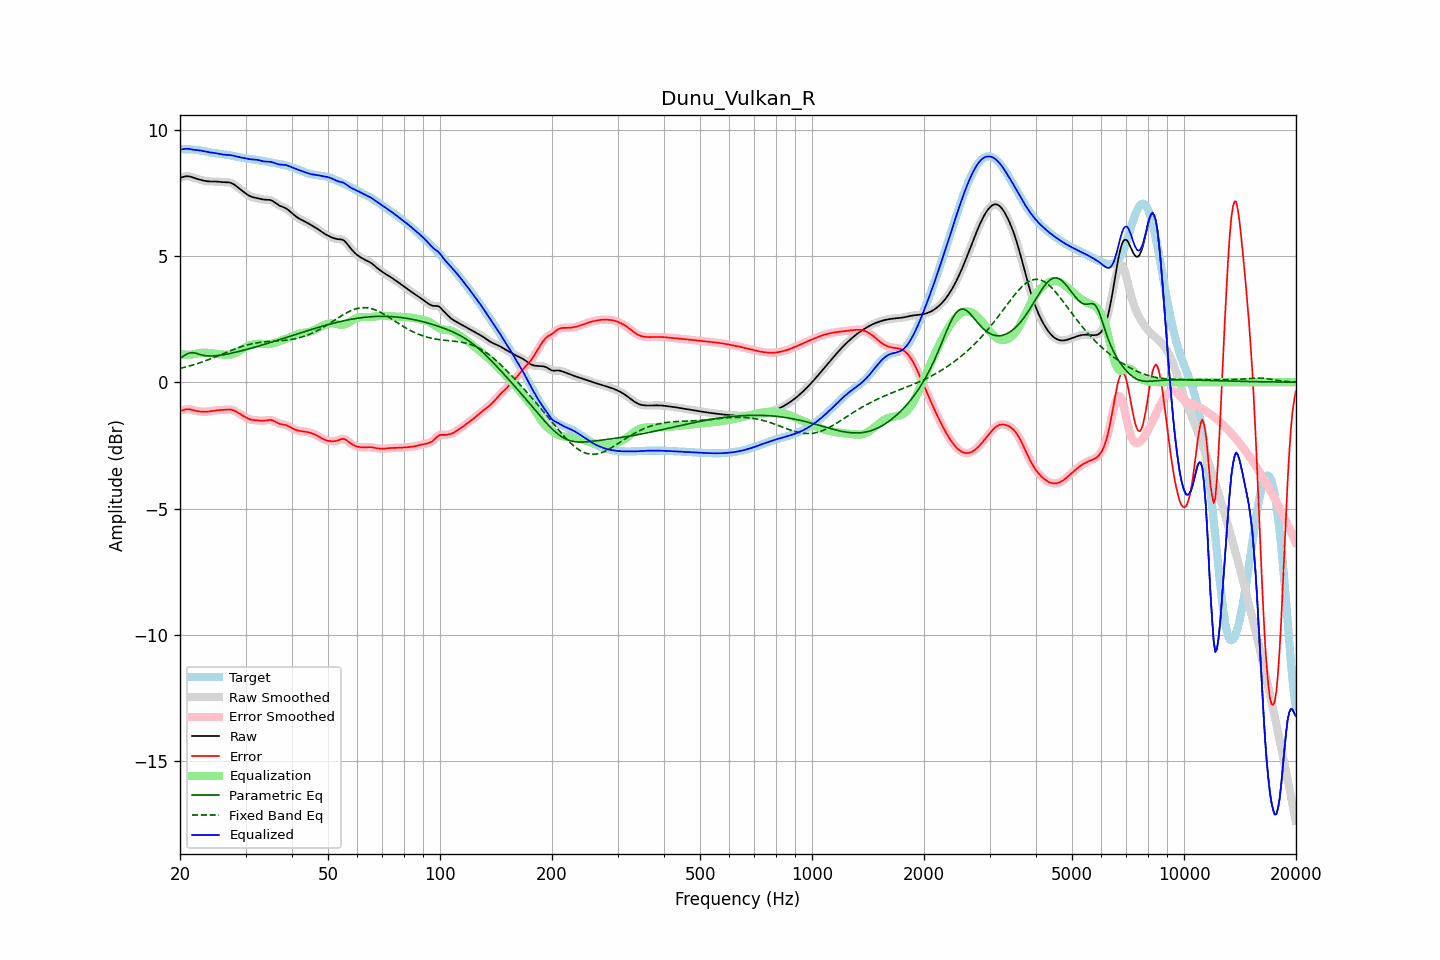 Dunu_Vulkan_R
10
5
0
−5
−10
−15
Amplitude (dBr)
Target
Raw Smoothed
Error Smoothed
Raw
Error
Equalization
Parametric Eq
Fixed Band Eq
Equalized
20 50 100 200 500 1000 2000 5000 10000 20000
Frequency (Hz)